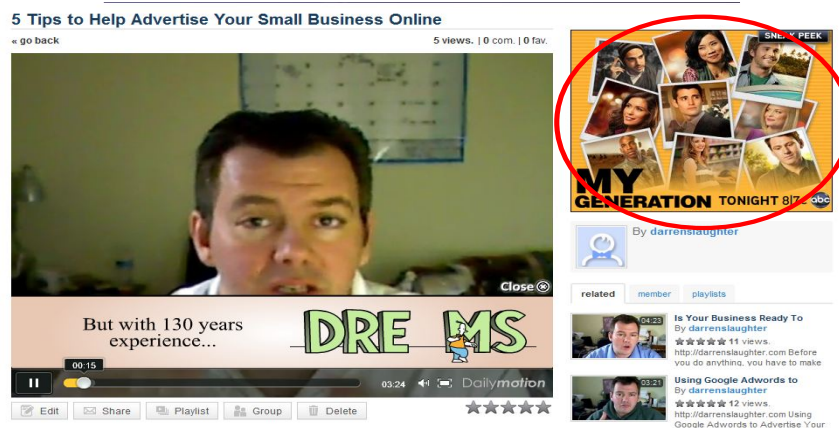 5 Tips to Help Advertise Your Small Business Online
« go back
5 views. | 0 com. | 0 fav.
SNEAK PEEK
MY
GENERATION TONIGHT 8|7c abc
By darrenslaughter
Close
But with 130 years
experience...
DRE MS
00:15
03:24
Dailymotion
Edit
Share
Playlist
Group
Delete
related
member
playlists
04:23
Is Your Business Ready To
By darrenslaughter
11 views.
http://darrenslaughter.com Before
you do anything, you have to make
03:21
Using Google Adwords to
By darrenslaughter
12 views.
http://darrenslaughter.com Using
Google Adwords to Advertise Your